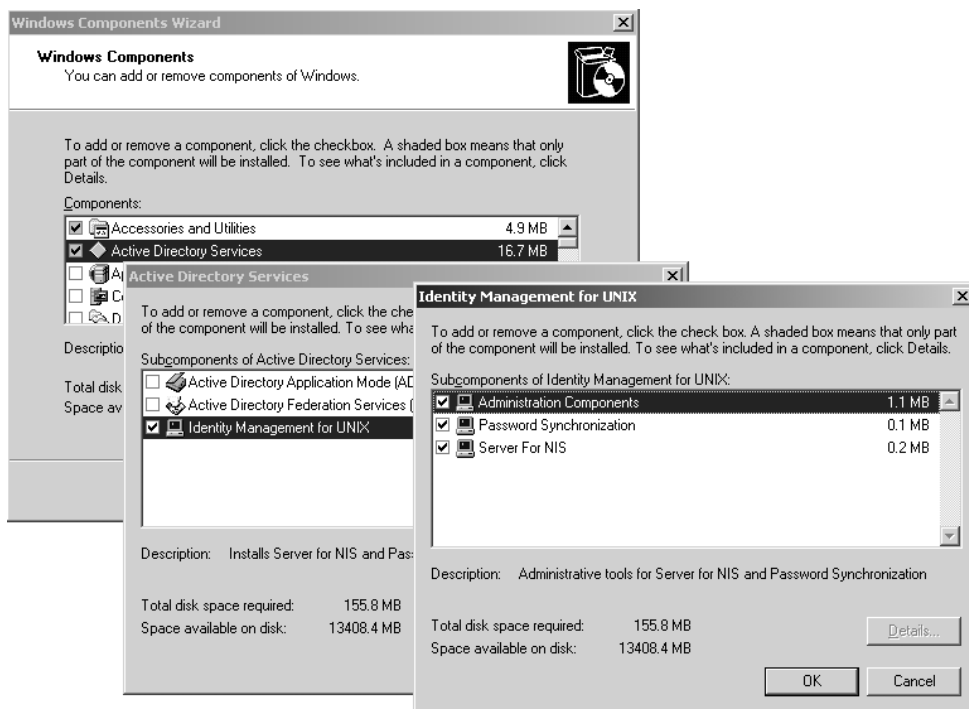 Windows Components Wizard
Windows Components
You can add or remove components of Windows.
To add or remove a component, click the checkbox. A shaded box means that only
part of the component will be installed. To see what's included in a component, click
Details.
Components:
Accessories and Utilities 4.9 MB
Active Directory Services 16.7 MB
A
C
D
Descriptio
Total disk
Space av
Active Directory Services
To add or remove a component, click the che
of the component will be installed. To see wha
Subcomponents of Active Directory Services:
Active Directory Application Mode (AD
Active Directory Federation Services (
Identity Management for UNIX
Description: Installs Server for NIS and Pas
Total disk space required: 155.8 MB
Space available on disk: 13408.4 MB
Identity Management for UNIX
To add or remove a component, click the check box. A shaded box means that only part
of the component will be installed. To see what's included in a component, click Details.
Subcomponents of Identity Management for UNIX:
Administration Components 1.1 MB
Password Synchronization 0.1 MB
Server For NIS 0.2 MB
Description: Administrative tools for Server for NIS and Password Synchronization
Total disk space required: 155.8 MB
Space available on disk: 13408.4 MB
Details...
OK Cancel